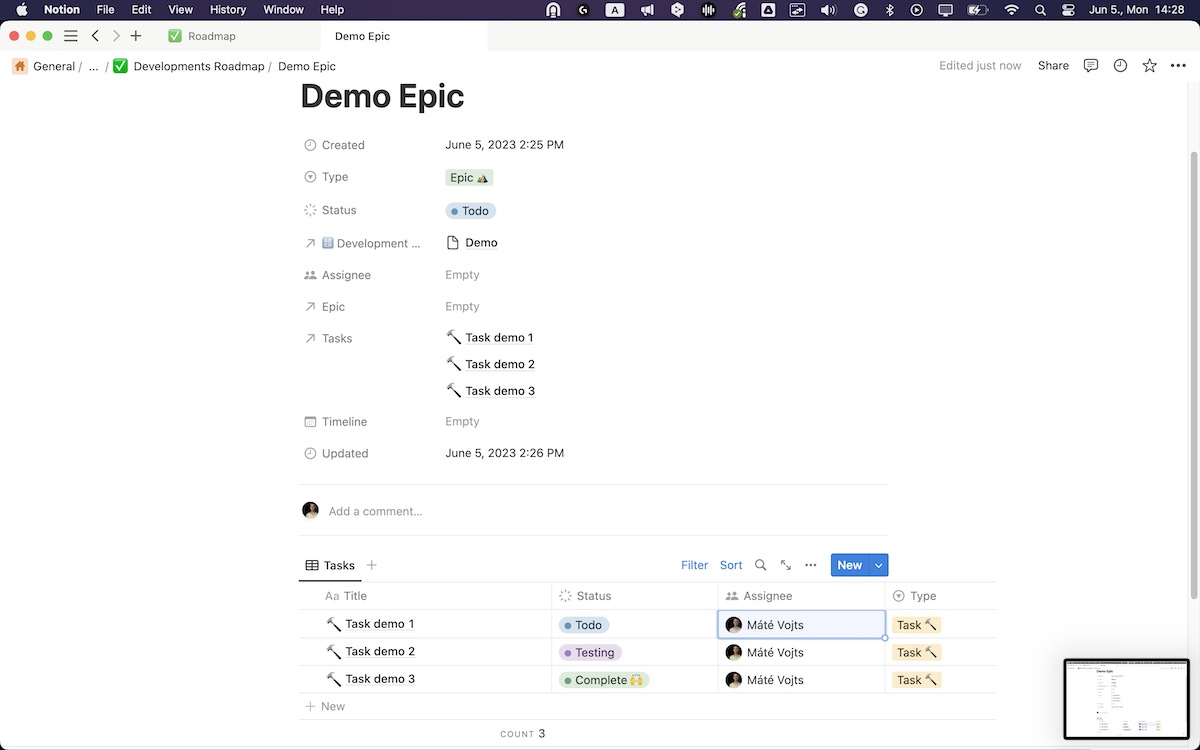 Notion File Edit View History Window Help A Jun 5., Mon 14:28
Roadmap Demo Epic
General / ... / Developments Roadmap / Demo Epic Edited just now Share
Demo Epic
Created June 5, 2023 2:25 PM
Type Epic
Status Todo
Development ... Demo
Assignee Empty
Epic Empty
Tasks Task demo 1
Task demo 2
Task demo 3
Timeline Empty
Updated June 5, 2023 2:26 PM
Add a comment...
Tasks Filter Sort New
Aa Title Status Assignee Type
Task demo 1 Todo Máté Vojts Task
Task demo 2 Testing Máté Vojts Task
Task demo 3 Complete Máté Vojts Task
New
COUNT 3